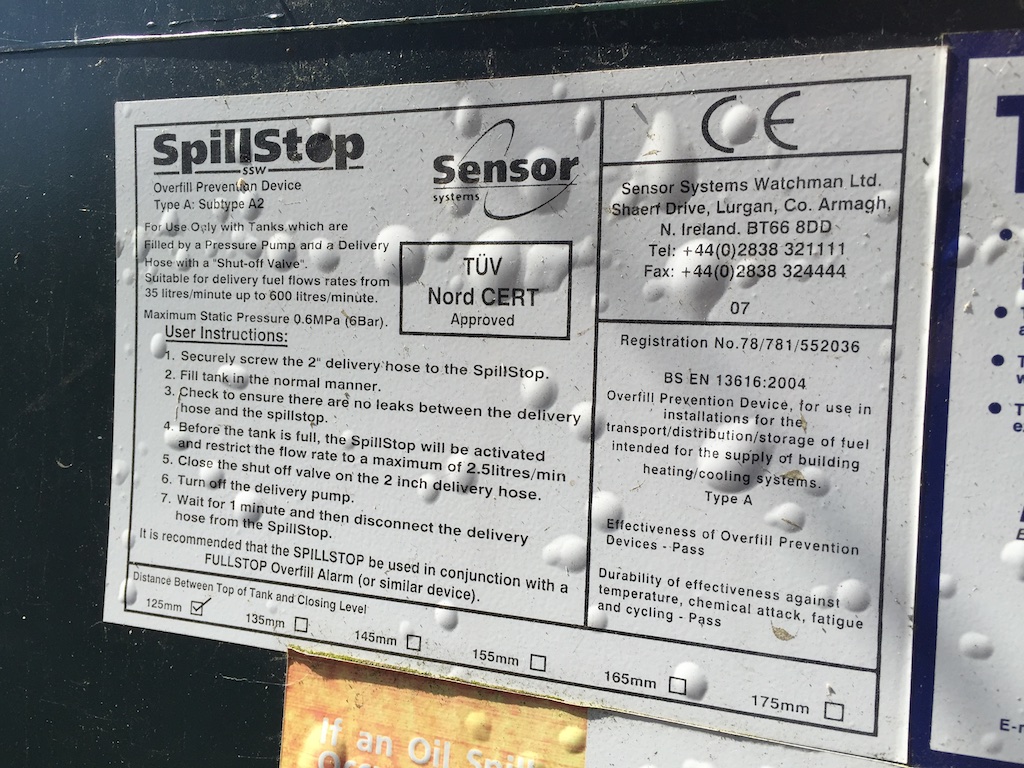 SpillStop
SSW
Overfill Prevention Device
Type A: Subtype A2
For Use Only with Tanks which are
Filled by a Pressure Pump and a Delivery
Hose with a "Shut-off Valve".
Suitable for delivery fuel flows rates from
35 litres/minute up to 600 litres/minute.
Maximum Static Pressure 0.6MPa (6Bar).
Sensor
systems
TÜV
Nord CERT
Approved
User Instructions:
1. Securely screw the 2" delivery hose to the SpillStop.
2. Fill tank in the normal manner.
3. Check to ensure there are no leaks between the delivery
hose and the spillstop.
4. Before the tank is full, the SpillStop will be activated
and restrict the flow rate to a maximum of 2.5litres/min
5. Close the shut off valve on the 2 inch delivery hose.
6. Turn off the delivery pump.
7. Wait for 1 minute and then disconnect the delivery
hose from the SpillStop.
It is recommended that the SPILLSTOP be used in conjunction with a
FULLSTOP Overfill Alarm (or similar device).
CE
Sensor Systems Watchman Ltd.
Shaerf Drive, Lurgan, Co. Armagh,
N. Ireland. BT66 8DD
Tel: +44(0)2838 321111
Fax: +44(0)2838 324444
07
Registration No.78/781/552036
BS EN 13616:2004
Overfill Prevention Device, for use in
installations for the
transport/distribution/storage of fuel
intended for the supply of building
heating/cooling systems.
Type A
Effectiveness of Overfill Prevention
Devices - Pass
Durability of effectiveness against
temperature, chemical attack, fatigue
and cycling - Pass
Distance Between Top of Tank and Closing Level
125mm 135mm 145mm 155mm 165mm 175mm
If an Oil Spill